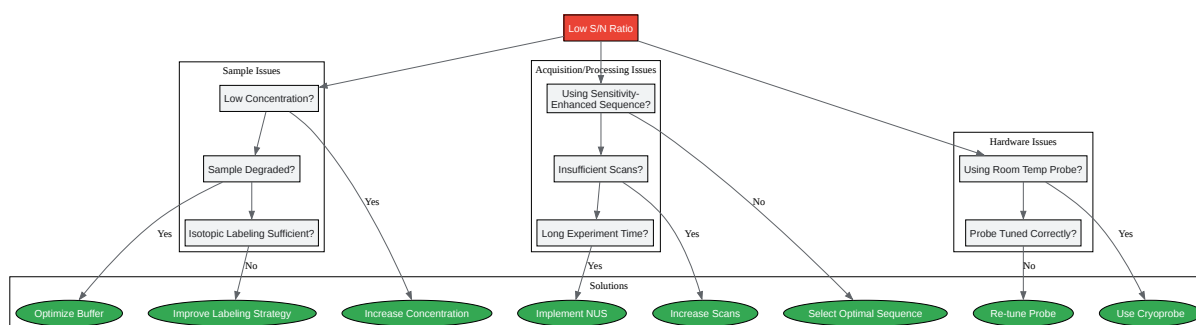 Low S/N Ratio
Sample Issues
Acquisition/Processing Issues
Low Concentration?
Using Sensitivity-
Enhanced Sequence?
Hardware Issues
Sample Degraded?
Insufficient Scans?
Using Room Temp Probe?
Yes
No
Yes
Isotopic Labeling Sufficient?
Long Experiment Time?
Probe Tuned Correctly?
Yes
No
Yes
No
Solutions
Optimize Buffer
Improve Labeling Strategy
Increase Concentration
Implement NUS
Increase Scans
Select Optimal Sequence
Re-tune Probe
Use Cryoprobe